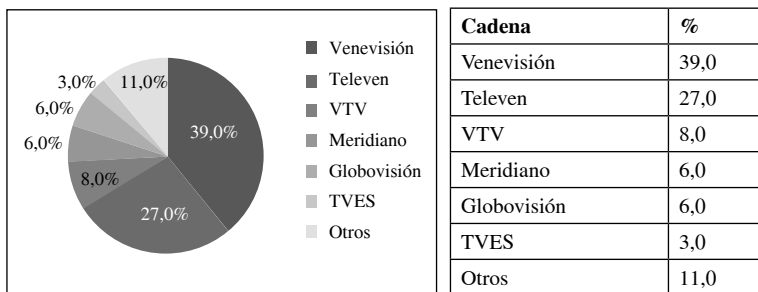 3,0%
11,0%
6,0%
6,0%
8,0%
39,0%
27,0%
Venevisión
Televen
VTV
Meridiano
Globovisión
TVES
Otros
Cadena %
Venevisión 39,0
Televen 27,0
VTV 8,0
Meridiano 6,0
Globovisión 6,0
TVES 3,0
Otros 11,0